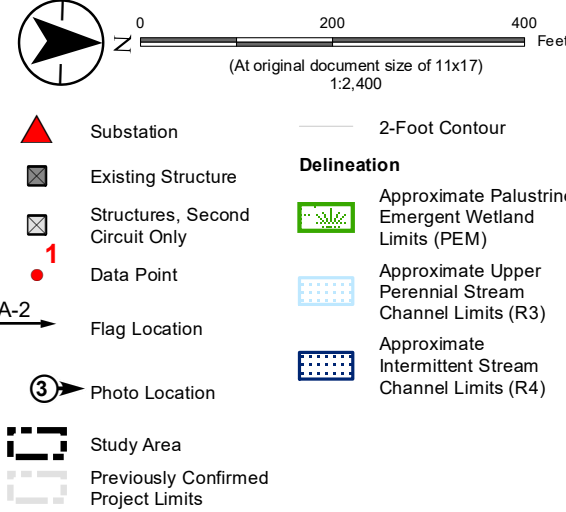 N
0 200 400
Feet
(At original document size of 11x17)
1:2,400
Substation
Existing Structure
Structures, Second
Circuit Only
1
Data Point
A-2
Flag Location
3
Photo Location
Study Area
Previously Confirmed
Project Limits
2-Foot Contour
Delineation
Approximate Palustrine
Emergent Wetland
Limits (PEM)
Approximate Upper
Perennial Stream
Channel Limits (R3)
Approximate
Intermittent Stream
Channel Limits (R4)